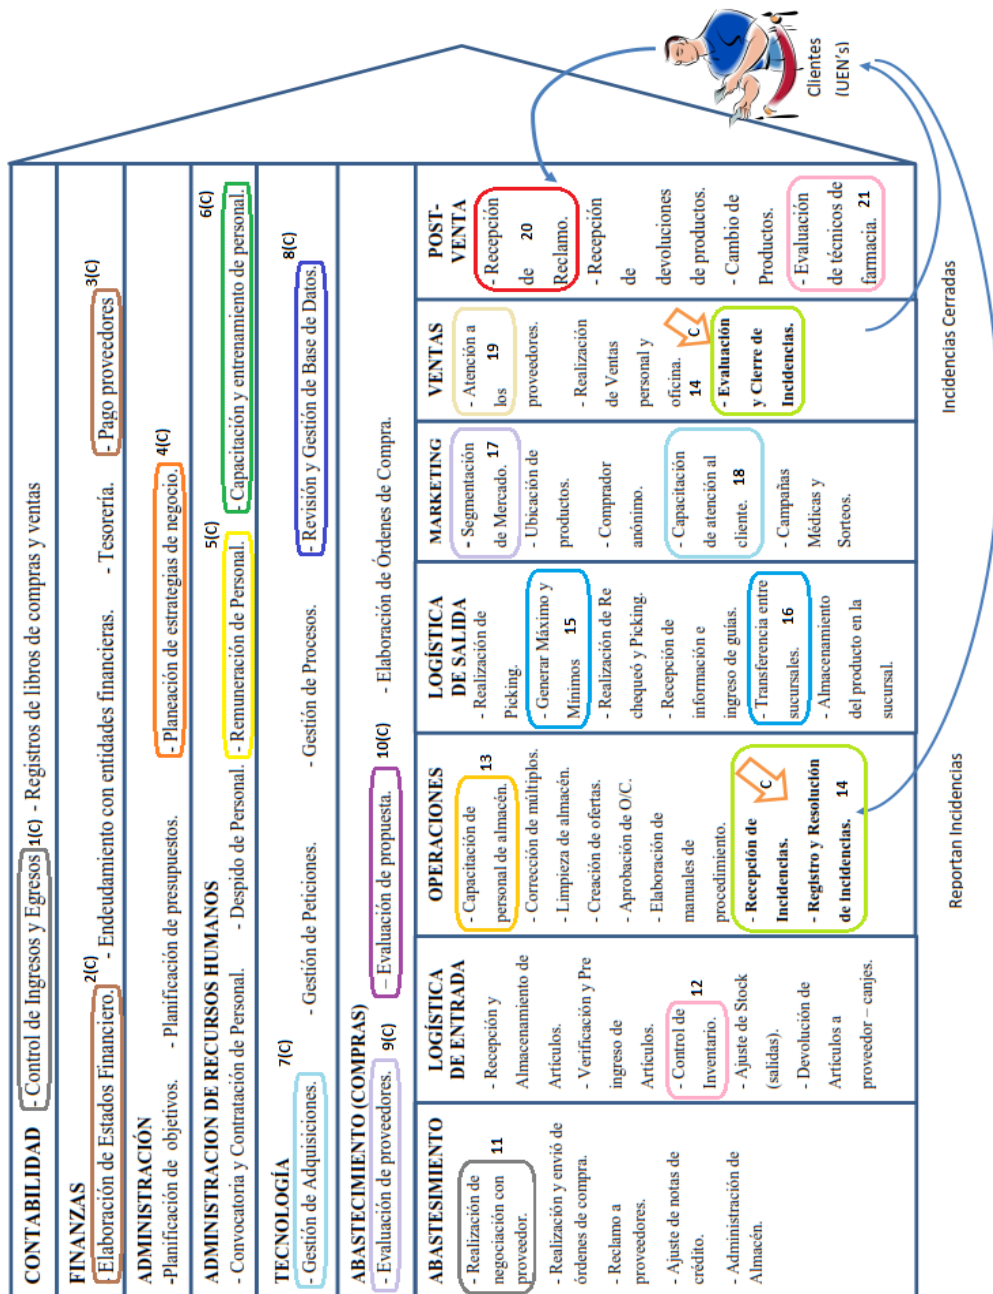 CONTABILIDAD - Control de Ingresos y Egresos 1(C) - Registros de libros de compras y ventas
FINANZAS
2(C) 3(C)
- Elaboración de Estados Financiero. - Endeudamiento con entidades financieras. - Tesorería. - Pago proveedores
ADMINISTRACIÓN
4(C)
-Planificación de objetivos. - Planificación de presupuestos. - Planeación de estrategias de negocio.
ADMINISTRACION DE RECURSOS HUMANOS
5(C) 6(C)
- Convocatoria y Contratación de Personal. - Despido de Personal. - Remuneración de Personal. - Capacitación y entrenamiento de personal.
TECNOLOGÍA
7(C) 8(C)
- Gestión de Adquisiciones. - Gestión de Peticiones. - Gestión de Procesos. - Revisión y Gestión de Base de Datos.
ABASTECIMIENTO (COMPRAS)
9(C) 10(C)
- Evaluación de proveedores. – Evaluación de propuesta. - Elaboración de Órdenes de Compra.
ABASTESIMIENTO
- Realización de
negociación con
proveedor.
11
- Realización y envió de
órdenes de compra.
- Reclamo a
proveedores.
- Ajuste de notas de
crédito.
- Administración de
Almacén.
LOGÍSTICA
DE ENTRADA
- Recepción y
Almacenamiento de
Artículos.
- Verificación y Pre
ingreso de
Artículos.
- Control de
Inventario.
12
- Ajuste de Stock
(salidas).
- Devolución de
Artículos a
proveedor – canjes.
OPERACIONES
- Capacitación de
personal de almacén.
13
- Corrección de múltiplos.
- Limpieza de almacén.
- Creación de ofertas.
- Aprobación de O/C.
- Elaboración de
manuales de
procedimiento.
- Recepción de
Incidencias.
C
- Registro y Resolución
de incidencias.
14
LOGÍSTICA
DE SALIDA
- Realización de
Picking.
- Generar Máximo y
Mínimos
15
- Realización de Re
chequeó y Picking.
- Recepción de
información e
ingreso de guías.
- Transferencia entre
sucursales.
16
- Almacenamiento
del producto en la
sucursal.
MARKETING
- Segmentación
de Mercado.
17
- Ubicación de
productos.
- Comprador
anónimo.
- Capacitación
de atención al
cliente.
18
- Campañas
Médicas y
Sorteos.
VENTAS
- Atención a
los
19
proveedores.
- Realización
de Ventas
personal y
oficina.
14
C
- Evaluación
y Cierre de
Incidencias.
POST-
VENTA
- Recepción
de
20
Reclamo.
- Recepción
de
devoluciones
de productos.
- Cambio de
Productos.
- Evaluación
de técnicos de
farmacia.
21
Clientes
(UEN's)
Incidencias Cerradas
Reportan Incidencias